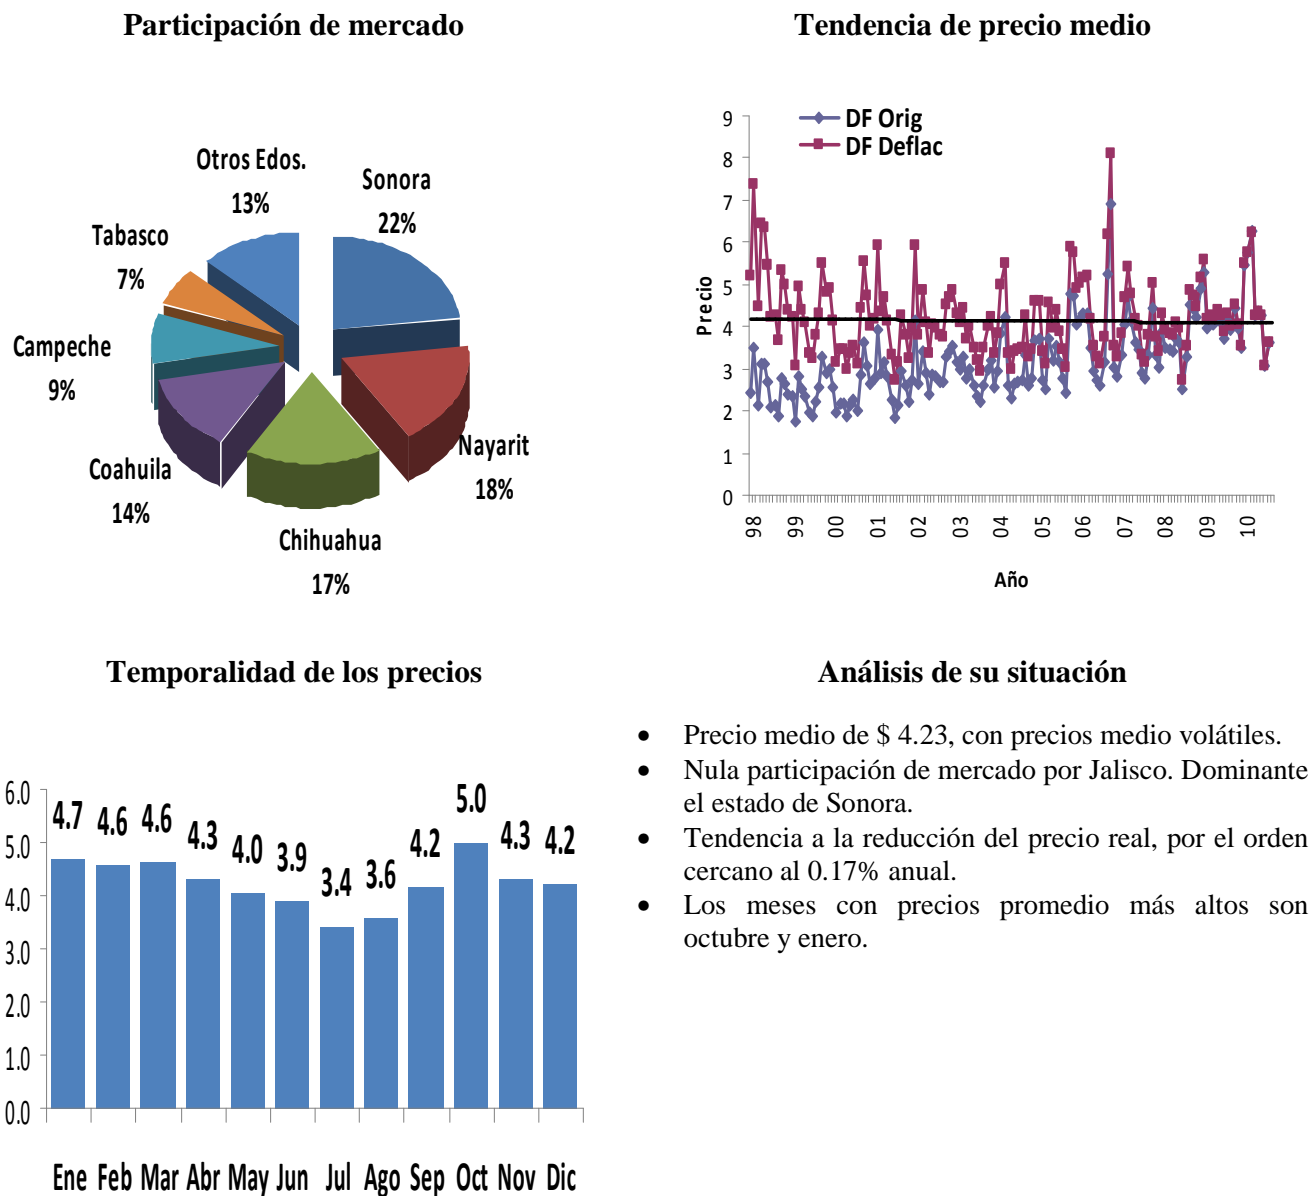 Participación de mercado
Otros Edos.
13%
Sonora
22%
Tabasco
7%
Campeche
9%
Coahuila
14%
Nayarit
18%
Chihuahua
17%
Tendencia de precio medio
DF Orig
DF Deflac
9
8
7
6
5
4
3
2
1
0
Precio
98 99 00 01 02 03 04 05 06 07 08 09 10
Año
Temporalidad de los precios
6.0
5.0
4.0
3.0
2.0
1.0
0.0
4.7 4.6 4.6 4.3 4.0 3.9 3.4 3.6 4.2 5.0 4.3 4.2
Ene Feb Mar Abr May Jun Jul Ago Sep Oct Nov Dic
Análisis de su situación
• Precio medio de $ 4.23, con precios medio volátiles.
• Nula participación de mercado por Jalisco. Dominante
el estado de Sonora.
• Tendencia a la reducción del precio real, por el orden
cercano al 0.17% anual.
• Los meses con precios promedio más altos son
octubre y enero.